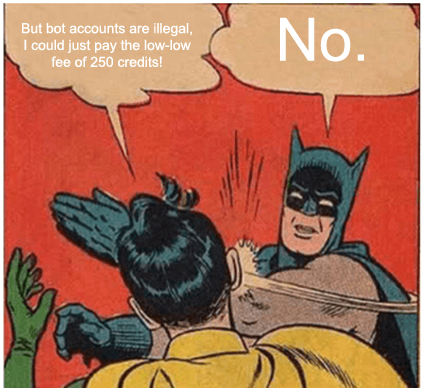 But bot accounts are illegal,
I could just pay the low-low
fee of 250 credits!
No.